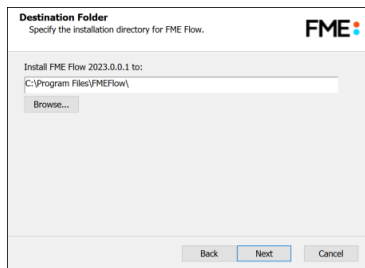 Destination Folder
Specify the installation directory for FME Flow.
FME
Install FME Flow 2023.0.0.1 to:
C:\Program Files\FMEFlow\
Browse...
Back Next Cancel